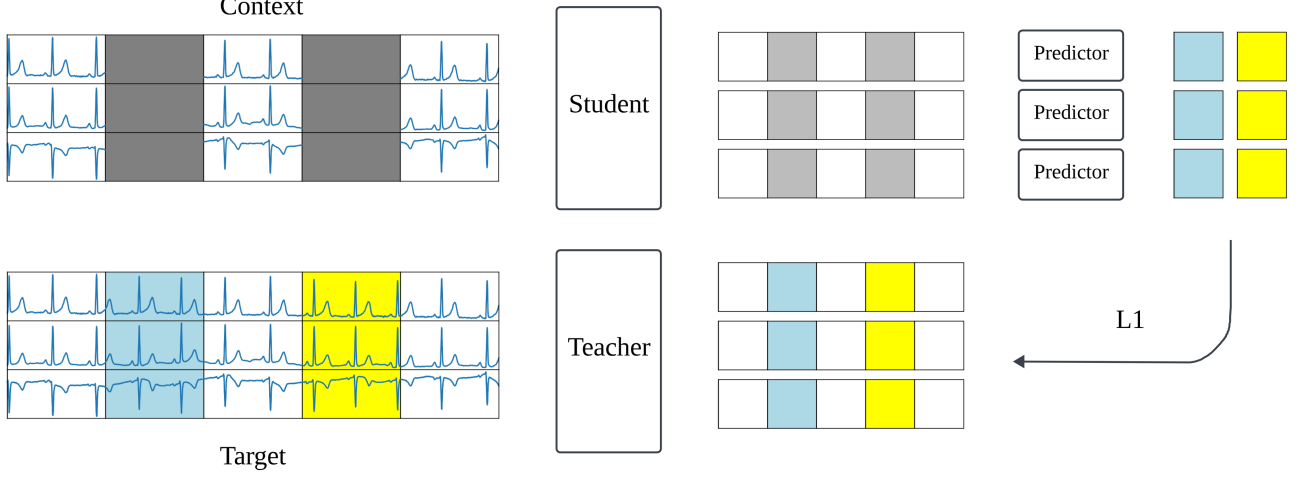 Context
Student
Predictor
Predictor
Predictor
Teacher
L1
Target